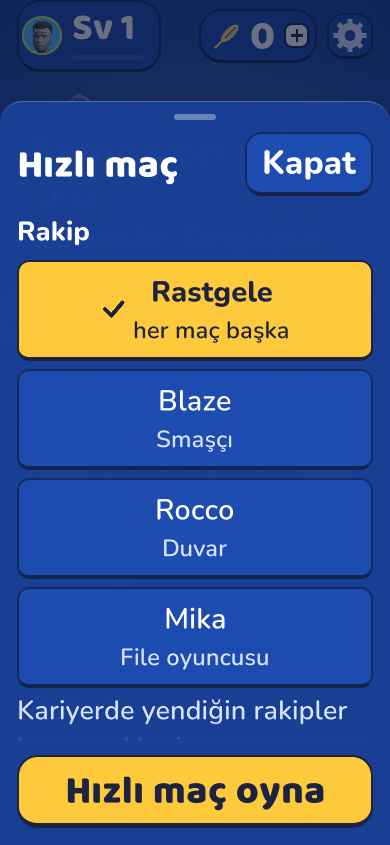 Sv 1
0
Hızlı maç
Kapat
Rakip
Rastgele
her maç başka
Blaze
Smaşçı
Rocco
Duvar
Mika
File oyuncusu
Kariyerde yendiğin rakipler
Hızlı maç oyna